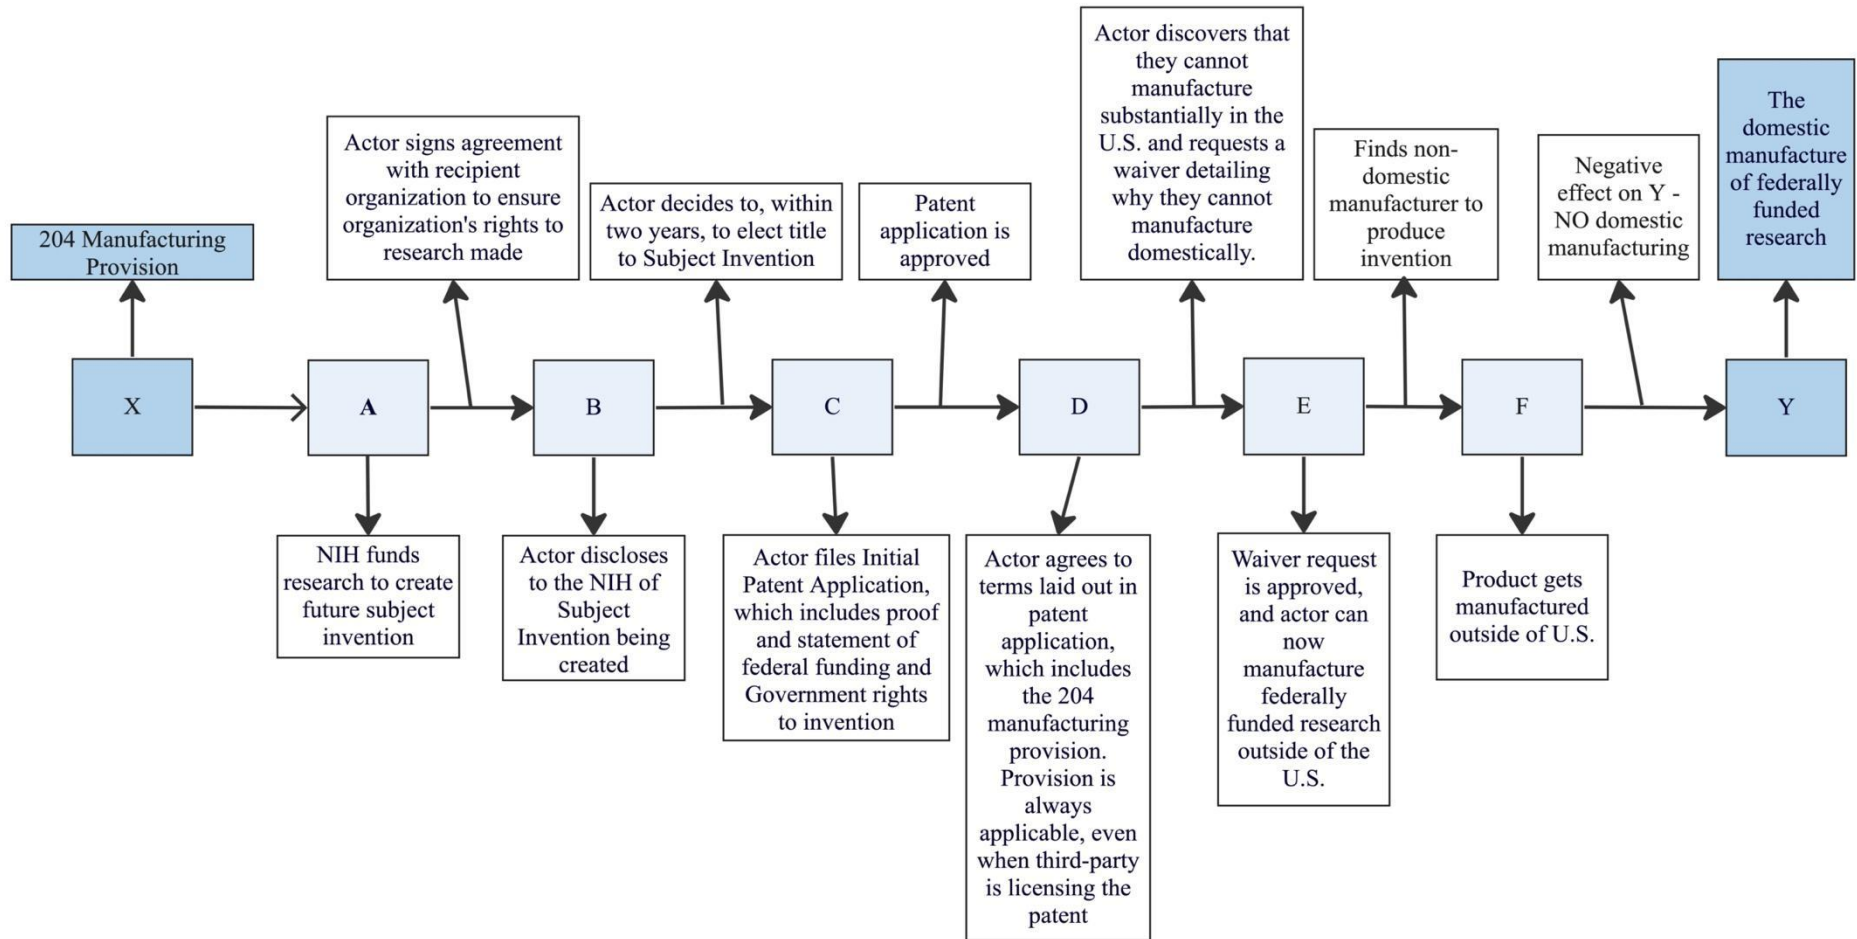 204 Manufacturing
Provision
Actor signs agreement
with recipient
organization to ensure
organization's rights to
research made
Actor decides to, within
two years, to elect title
to Subject Invention
Patent
application is
approved
Actor discovers that
they cannot
manufacture
substantially in the
U.S. and requests a
waiver detailing
why they cannot
manufacture
domestically.
Finds non-
domestic
manufacturer to
produce
invention
Negative
effect on Y -
NO domestic
manufacturing
The
domestic
manufacture
of federally
funded
research
X
A
B
C
D
E
F
Y
NIH funds
research to create
future subject
invention
Actor discloses
to the NIH of
Subject
Invention being
created
Actor files Initial
Patent Application,
which includes proof
and statement of
federal funding and
Government rights
to invention
Actor agrees to
terms laid out in
patent
application,
which includes
the 204
manufacturing
provision.
Provision is
always
applicable, even
when third-party
is licensing the
patent
Waiver request
is approved,
and actor can
now
manufacture
federally
funded research
outside of the
U.S.
Product gets
manufactured
outside of U.S.